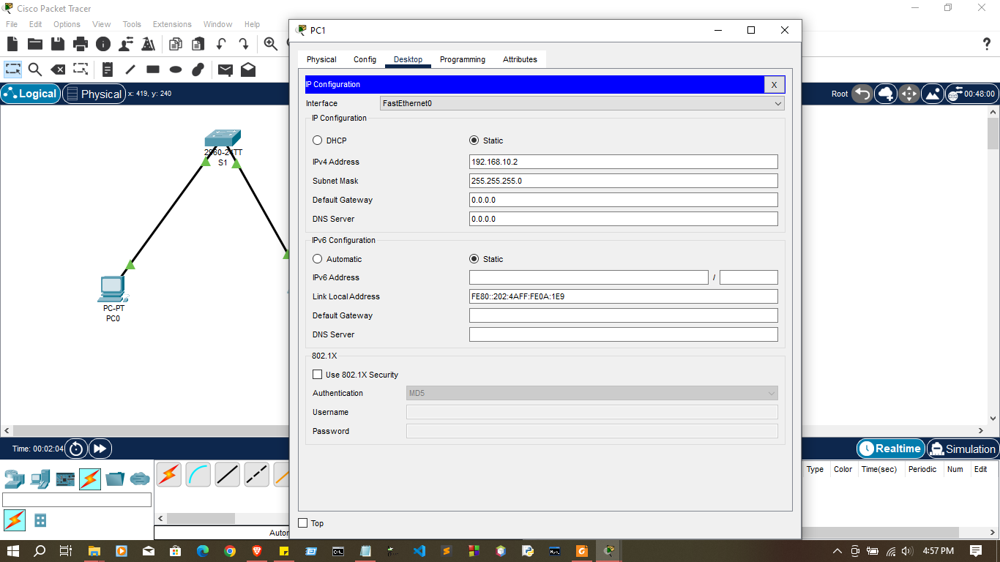 Cisco Packet Tracer
File Edit Options View Tools Extensions Window Help
Logical Physical x: 419, y: 240
Root 00:48:00
2960-24TT
S1
PC-PT
PC0
PC1
Physical Config Desktop Programming Attributes
IP Configuration X
Interface FastEthernet0
IP Configuration
DHCP Static
IPv4 Address 192.168.10.2
Subnet Mask 255.255.255.0
Default Gateway 0.0.0.0
DNS Server 0.0.0.0
IPv6 Configuration
Automatic Static
IPv6 Address /
Link Local Address FE80::202:4AFF:FE0A:1E9
Default Gateway
DNS Server
802.1X
Use 802.1X Security
Authentication MD5
Username
Password
Top
Time: 00:02:04
Realtime Simulation
Type Color Time(sec) Periodic Num Edit
Autor
4:57 PM